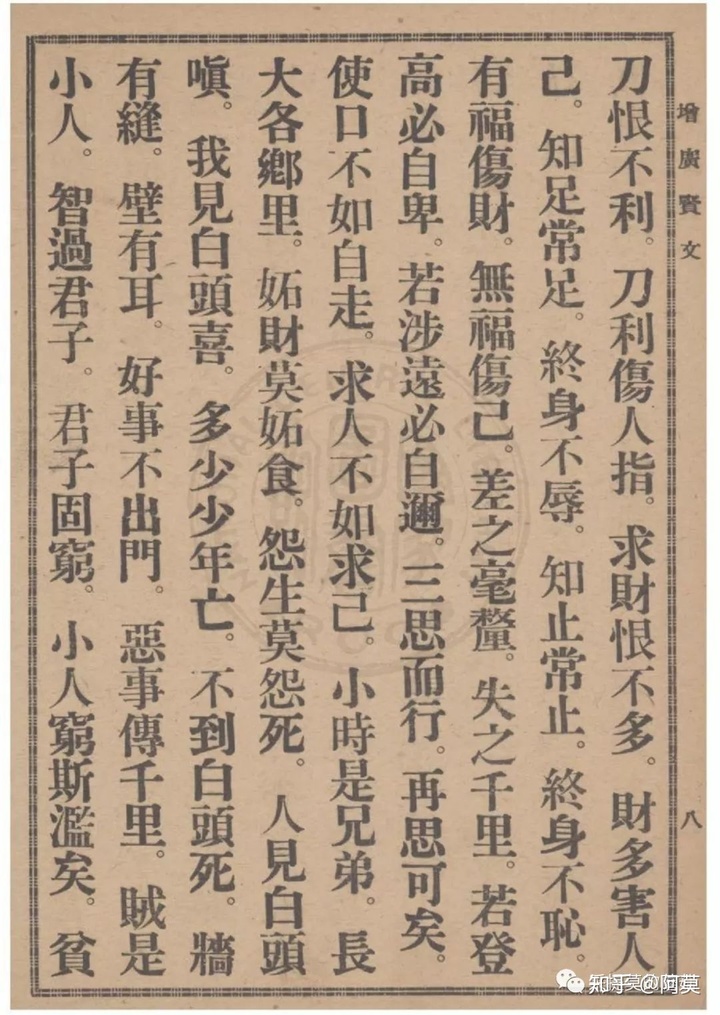 增廣賢文
八
刀恨不利。刀利傷人指。求財恨不多。財多害人
己。知足常足。終身不辱。知止常止。終身不恥。
有福傷財。無福傷己。差之毫釐。失之千里。若登
高必自卑。若涉遠必自邇。三思而行。再思可矣。
使口不如自走。求人不如求己。小時是兄弟。長
大各鄉里。妬財莫妬食。怨生莫怨死。人見白頭
嗔。我見白頭喜。多少少年亡。不到白頭死。牆
有縫。壁有耳。好事不出門。惡事傳千里。賊是
小人。智過君子。君子固窮。小人窮斯濫矣。貧
知乎 @阿莫